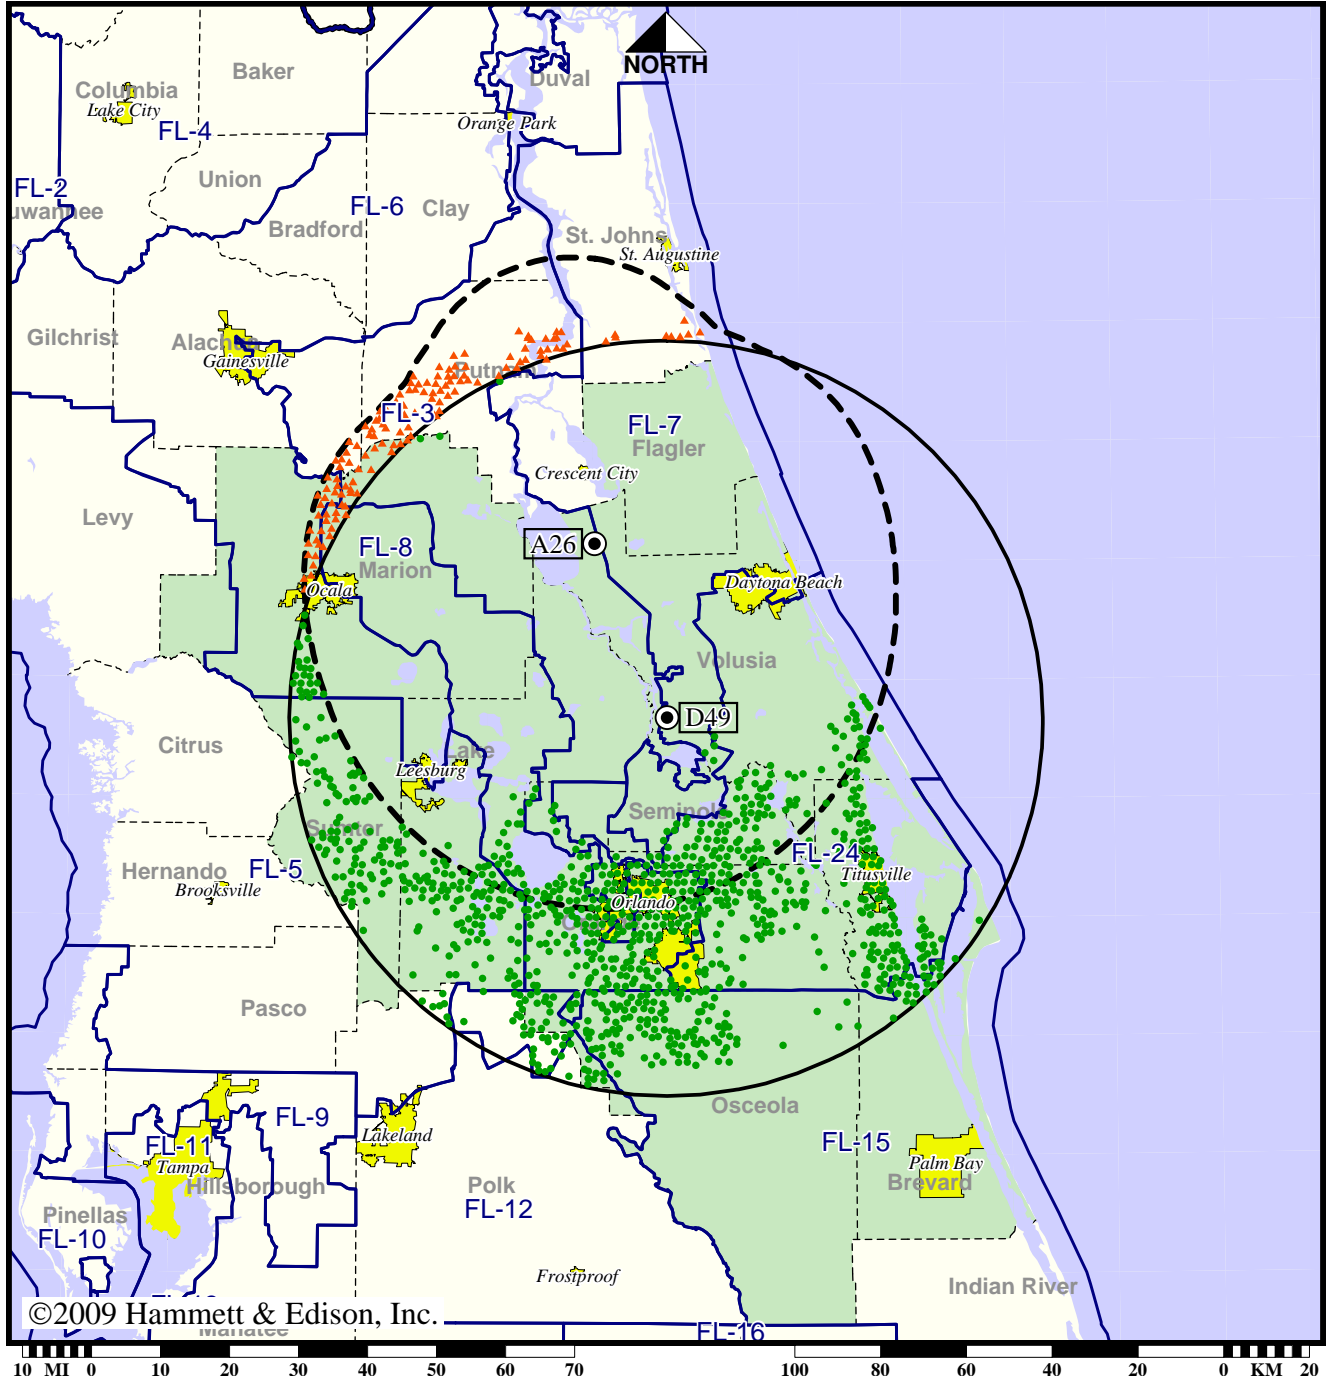 NORTH
Baker
Duval
Columbia
Lake City
Orange Park
FL-4
Union
FL-2
uwannee
FL-6
Clay
Bradford
St. Johns
St. Augustine
Gilchrist
Alachua
Gainesville
Putnam
FL-3
FL-7
Flagler
Crescent City
Levy
A26
FL-8
Marion
Ocala
Daytona Beach
Volusia
D49
Citrus
Lake
Leesburg
Seminole
Sumter
FL-24
Hernando
FL-5
Titusville
Brooksville
Orlando
Pasco
Osceola
FL-9
Lakeland
FL-11
FL-15
Tampa
Palm Bay
Hillsborough
Polk
Brevard
Pinellas
FL-12
FL-10
Frostproof
Indian River
©2009 Hammett & Edison, Inc.
Manatee
FL-16
10 MI 0 10 20 30 40 50 60 70 100 80 60 40 20 0 KM 20